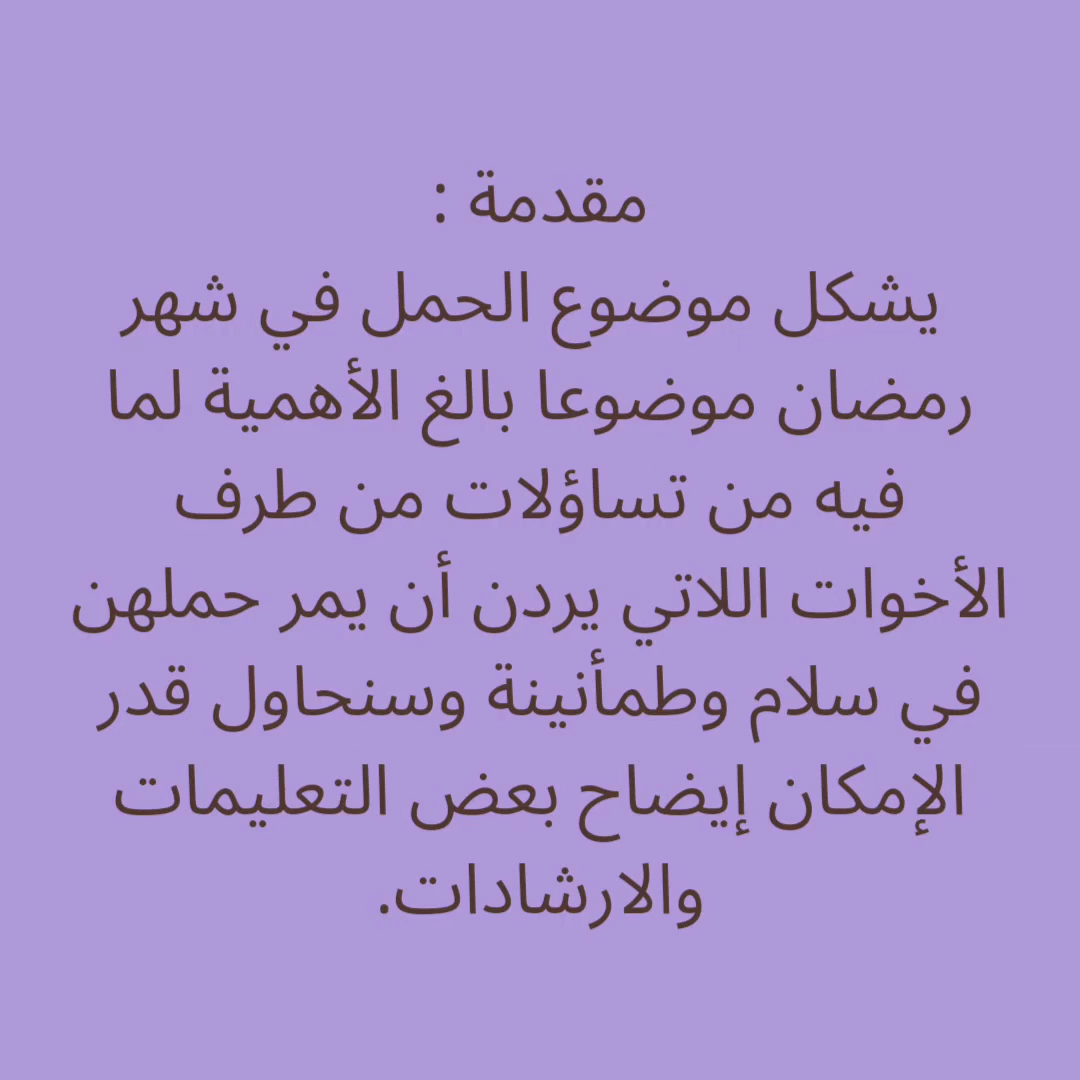 مقدمة :
يشكل موضوع الحمل في شهر
رمضان موضوعا بالغ الأهمية لما
فيه من تساؤلات من طرف
الأخوات اللاتي يردن أن يمر حملهن
في سلام وطمأنينة وسنحاول قدر
الإمكان إيضاح بعض التعليمات
والارشادات.